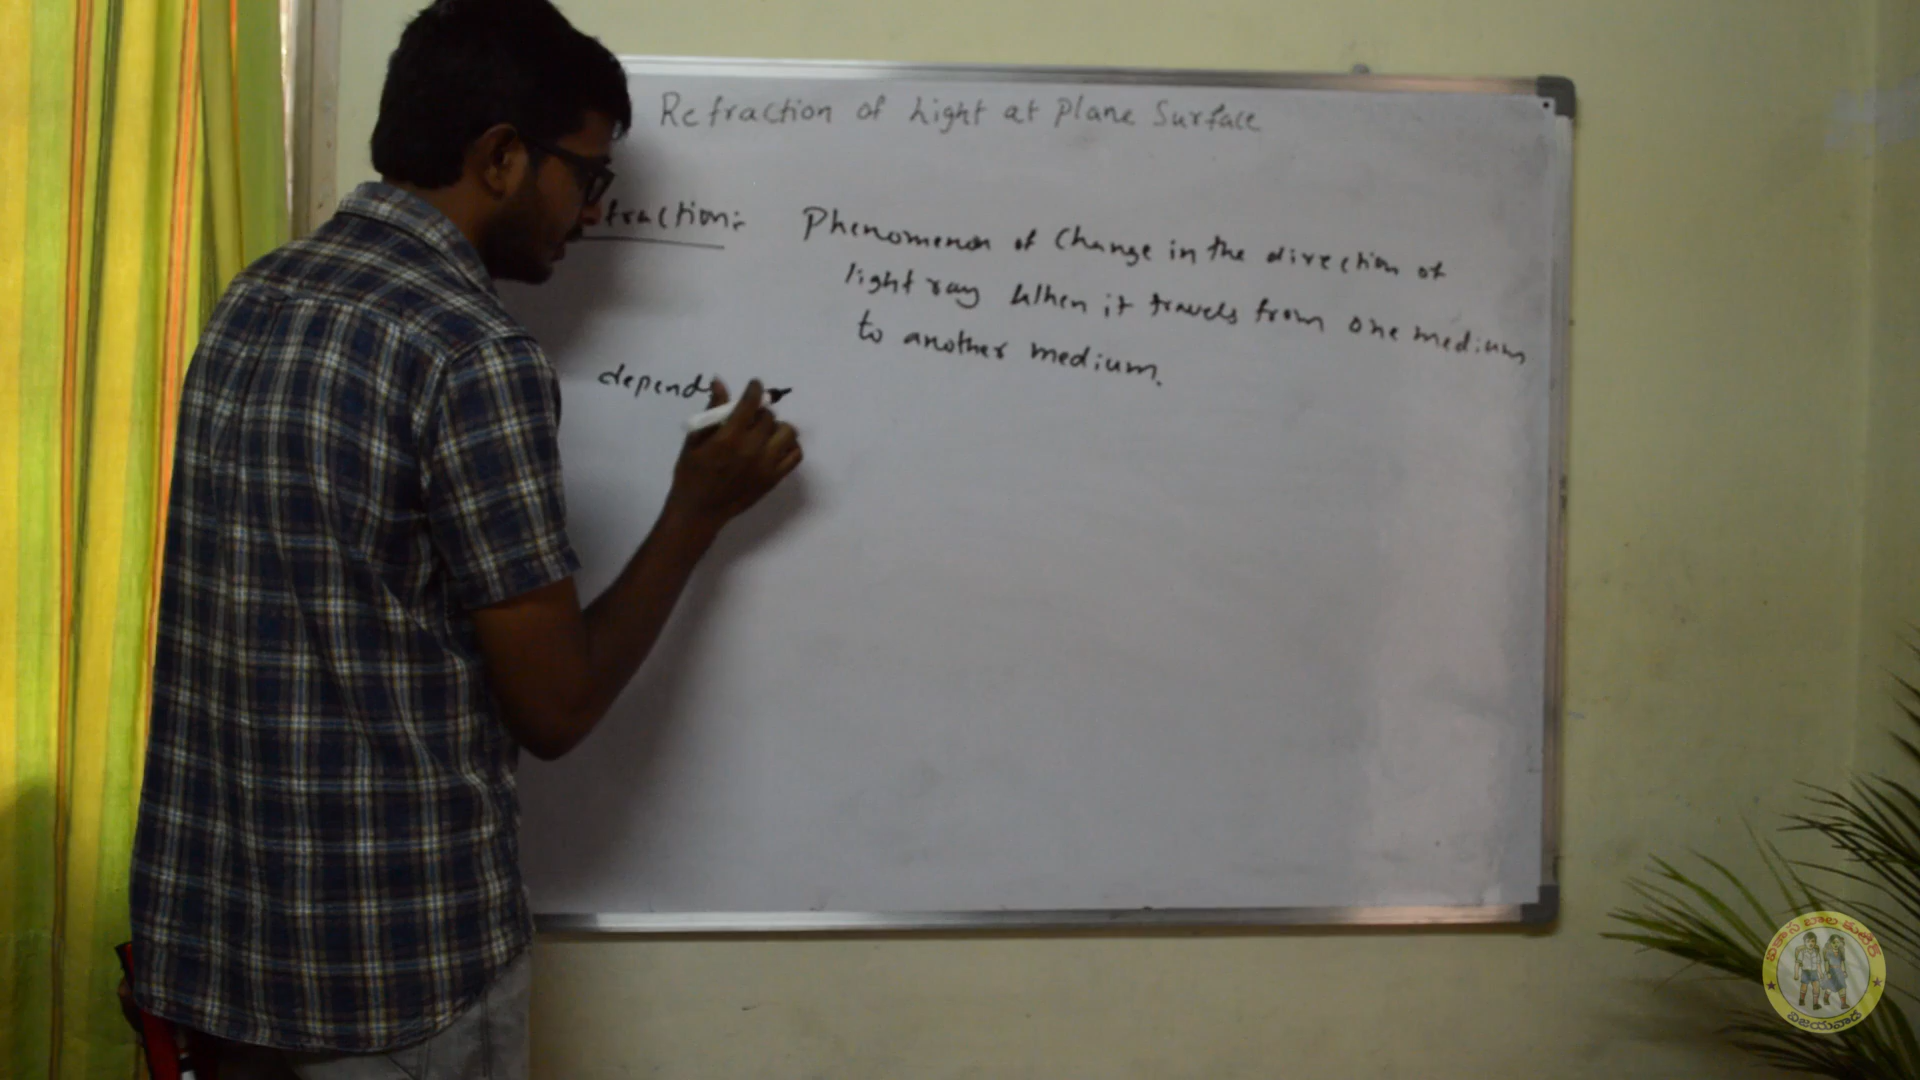 Refraction of Light at Plane Surface
fraction:- Phenomenon of Change in the direction of
light ray When it travels from one medium
to another medium.
depends
బాల
విజయవాడ